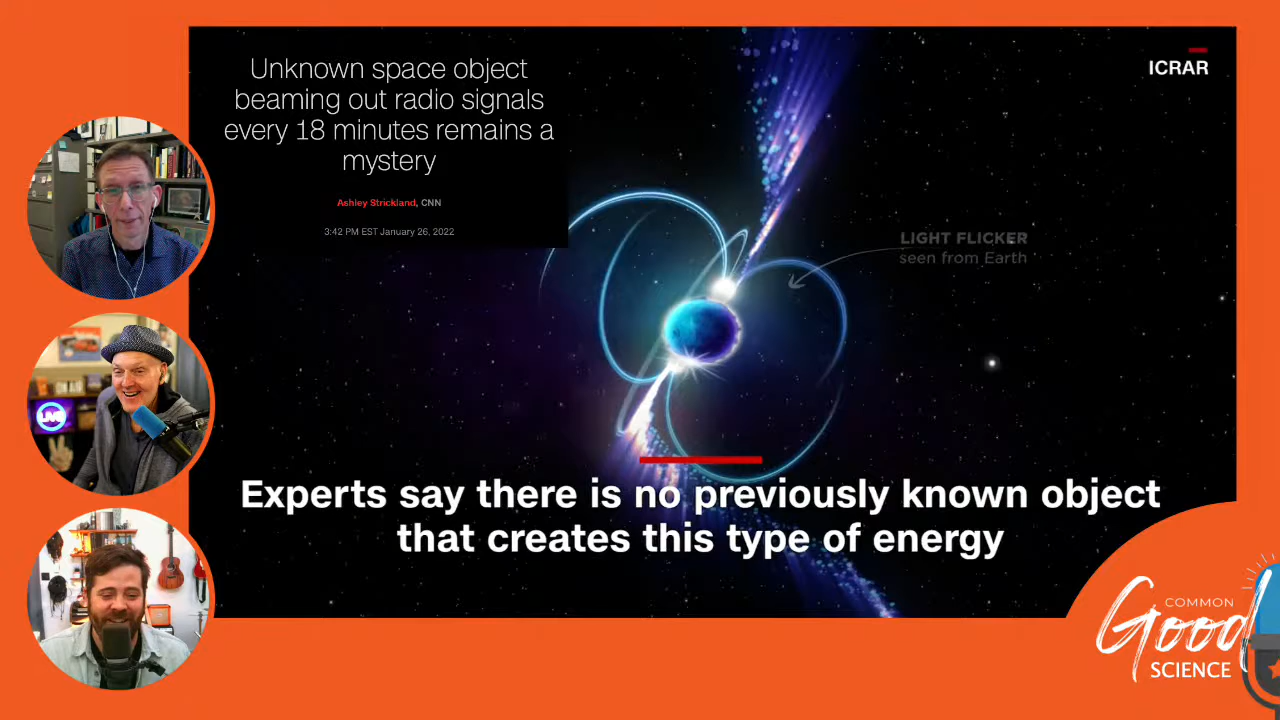 Unknown space object
beaming out radio signals
every 18 minutes remains a
mystery
Ashley Strickland, CNN
3:42 PM EST January 26, 2022
ICRAR
LIGHT FLICKER
seen from Earth
LIVE
Experts say there is no previously known object
that creates this type of energy
COMMON
Good
SCIENCE